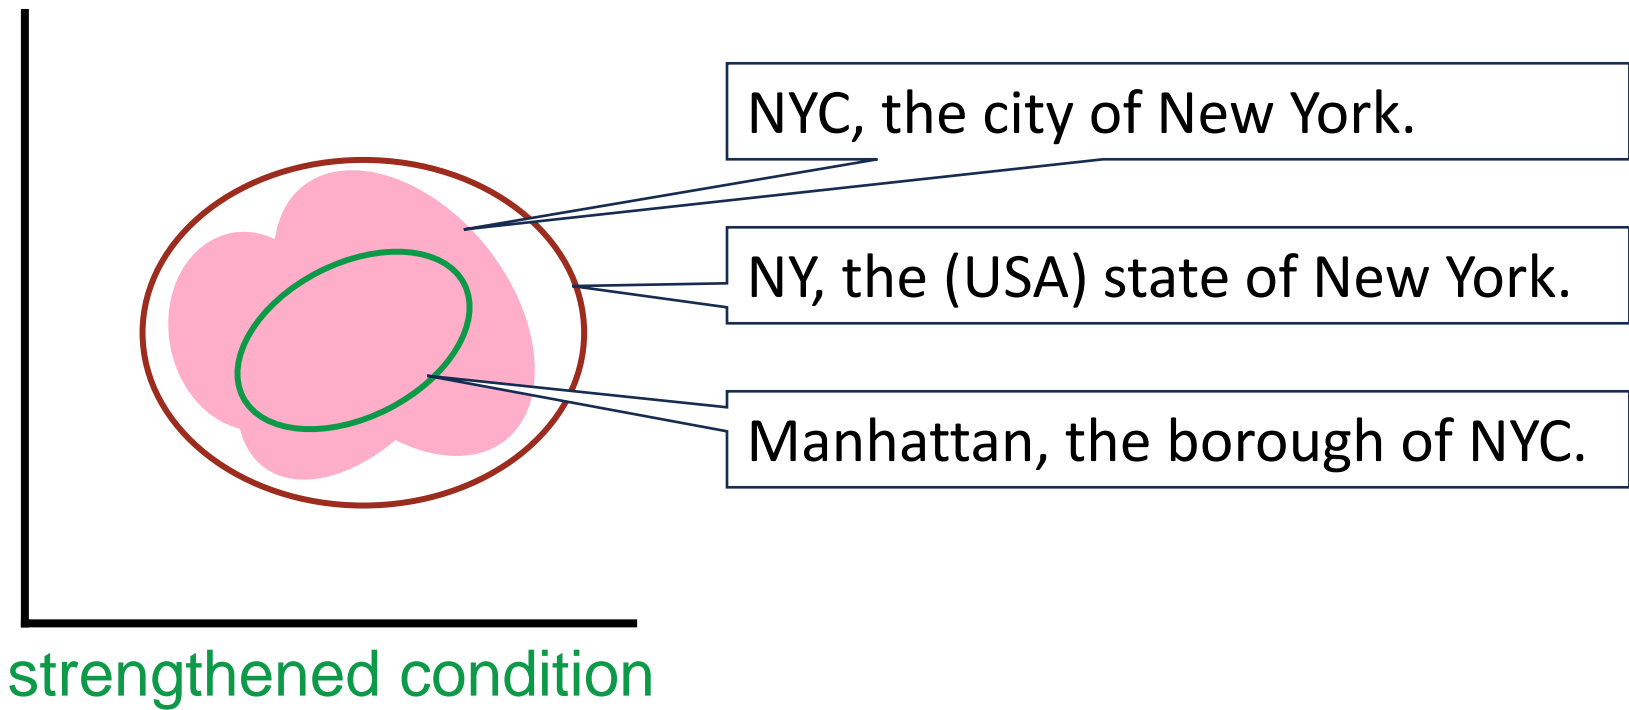 NYC, the city of New York.
NY, the (USA) state of New York.
Manhattan, the borough of NYC.
strengthened condition